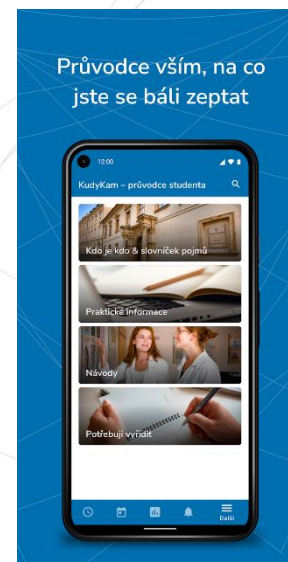 Průvodce vším, na co
jste se báli zeptat
12:00
KudyKam – průvodce studenta
Kdo je kdo & slovníček pojmů
Praktické informace
Návody
Potřebuji vyřídit
Další